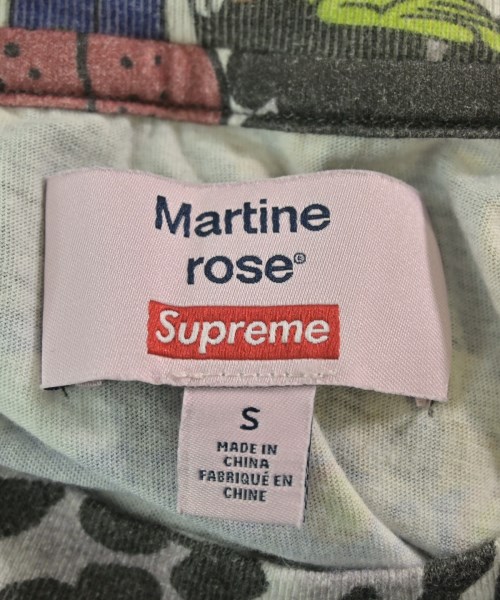 Martine
rose®
Supreme
S
MADE IN
CHINA
FABRIQUÉ EN
CHINE